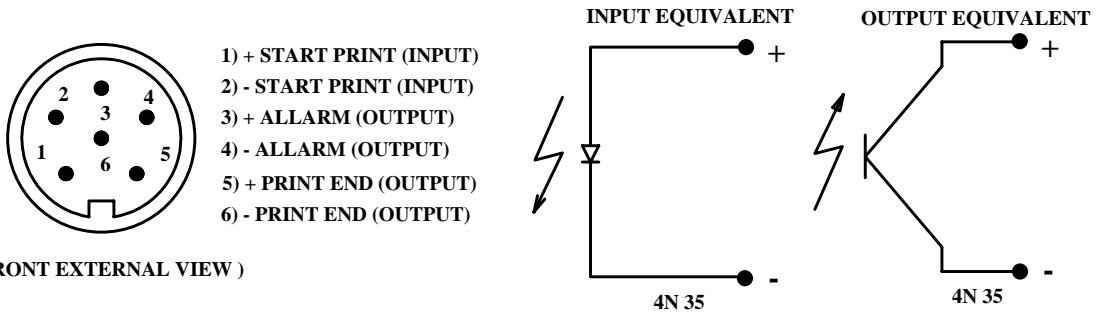 INPUT EQUIVALENT
OUTPUT EQUIVALENT
1) + START PRINT (INPUT)
2) - START PRINT (INPUT)
3) + ALLARM (OUTPUT)
4) - ALLARM (OUTPUT)
5) + PRINT END (OUTPUT)
6) - PRINT END (OUTPUT)
2
4
3
1
6
5
+
+
-
-
RONT EXTERNAL VIEW )
4N 35
4N 35